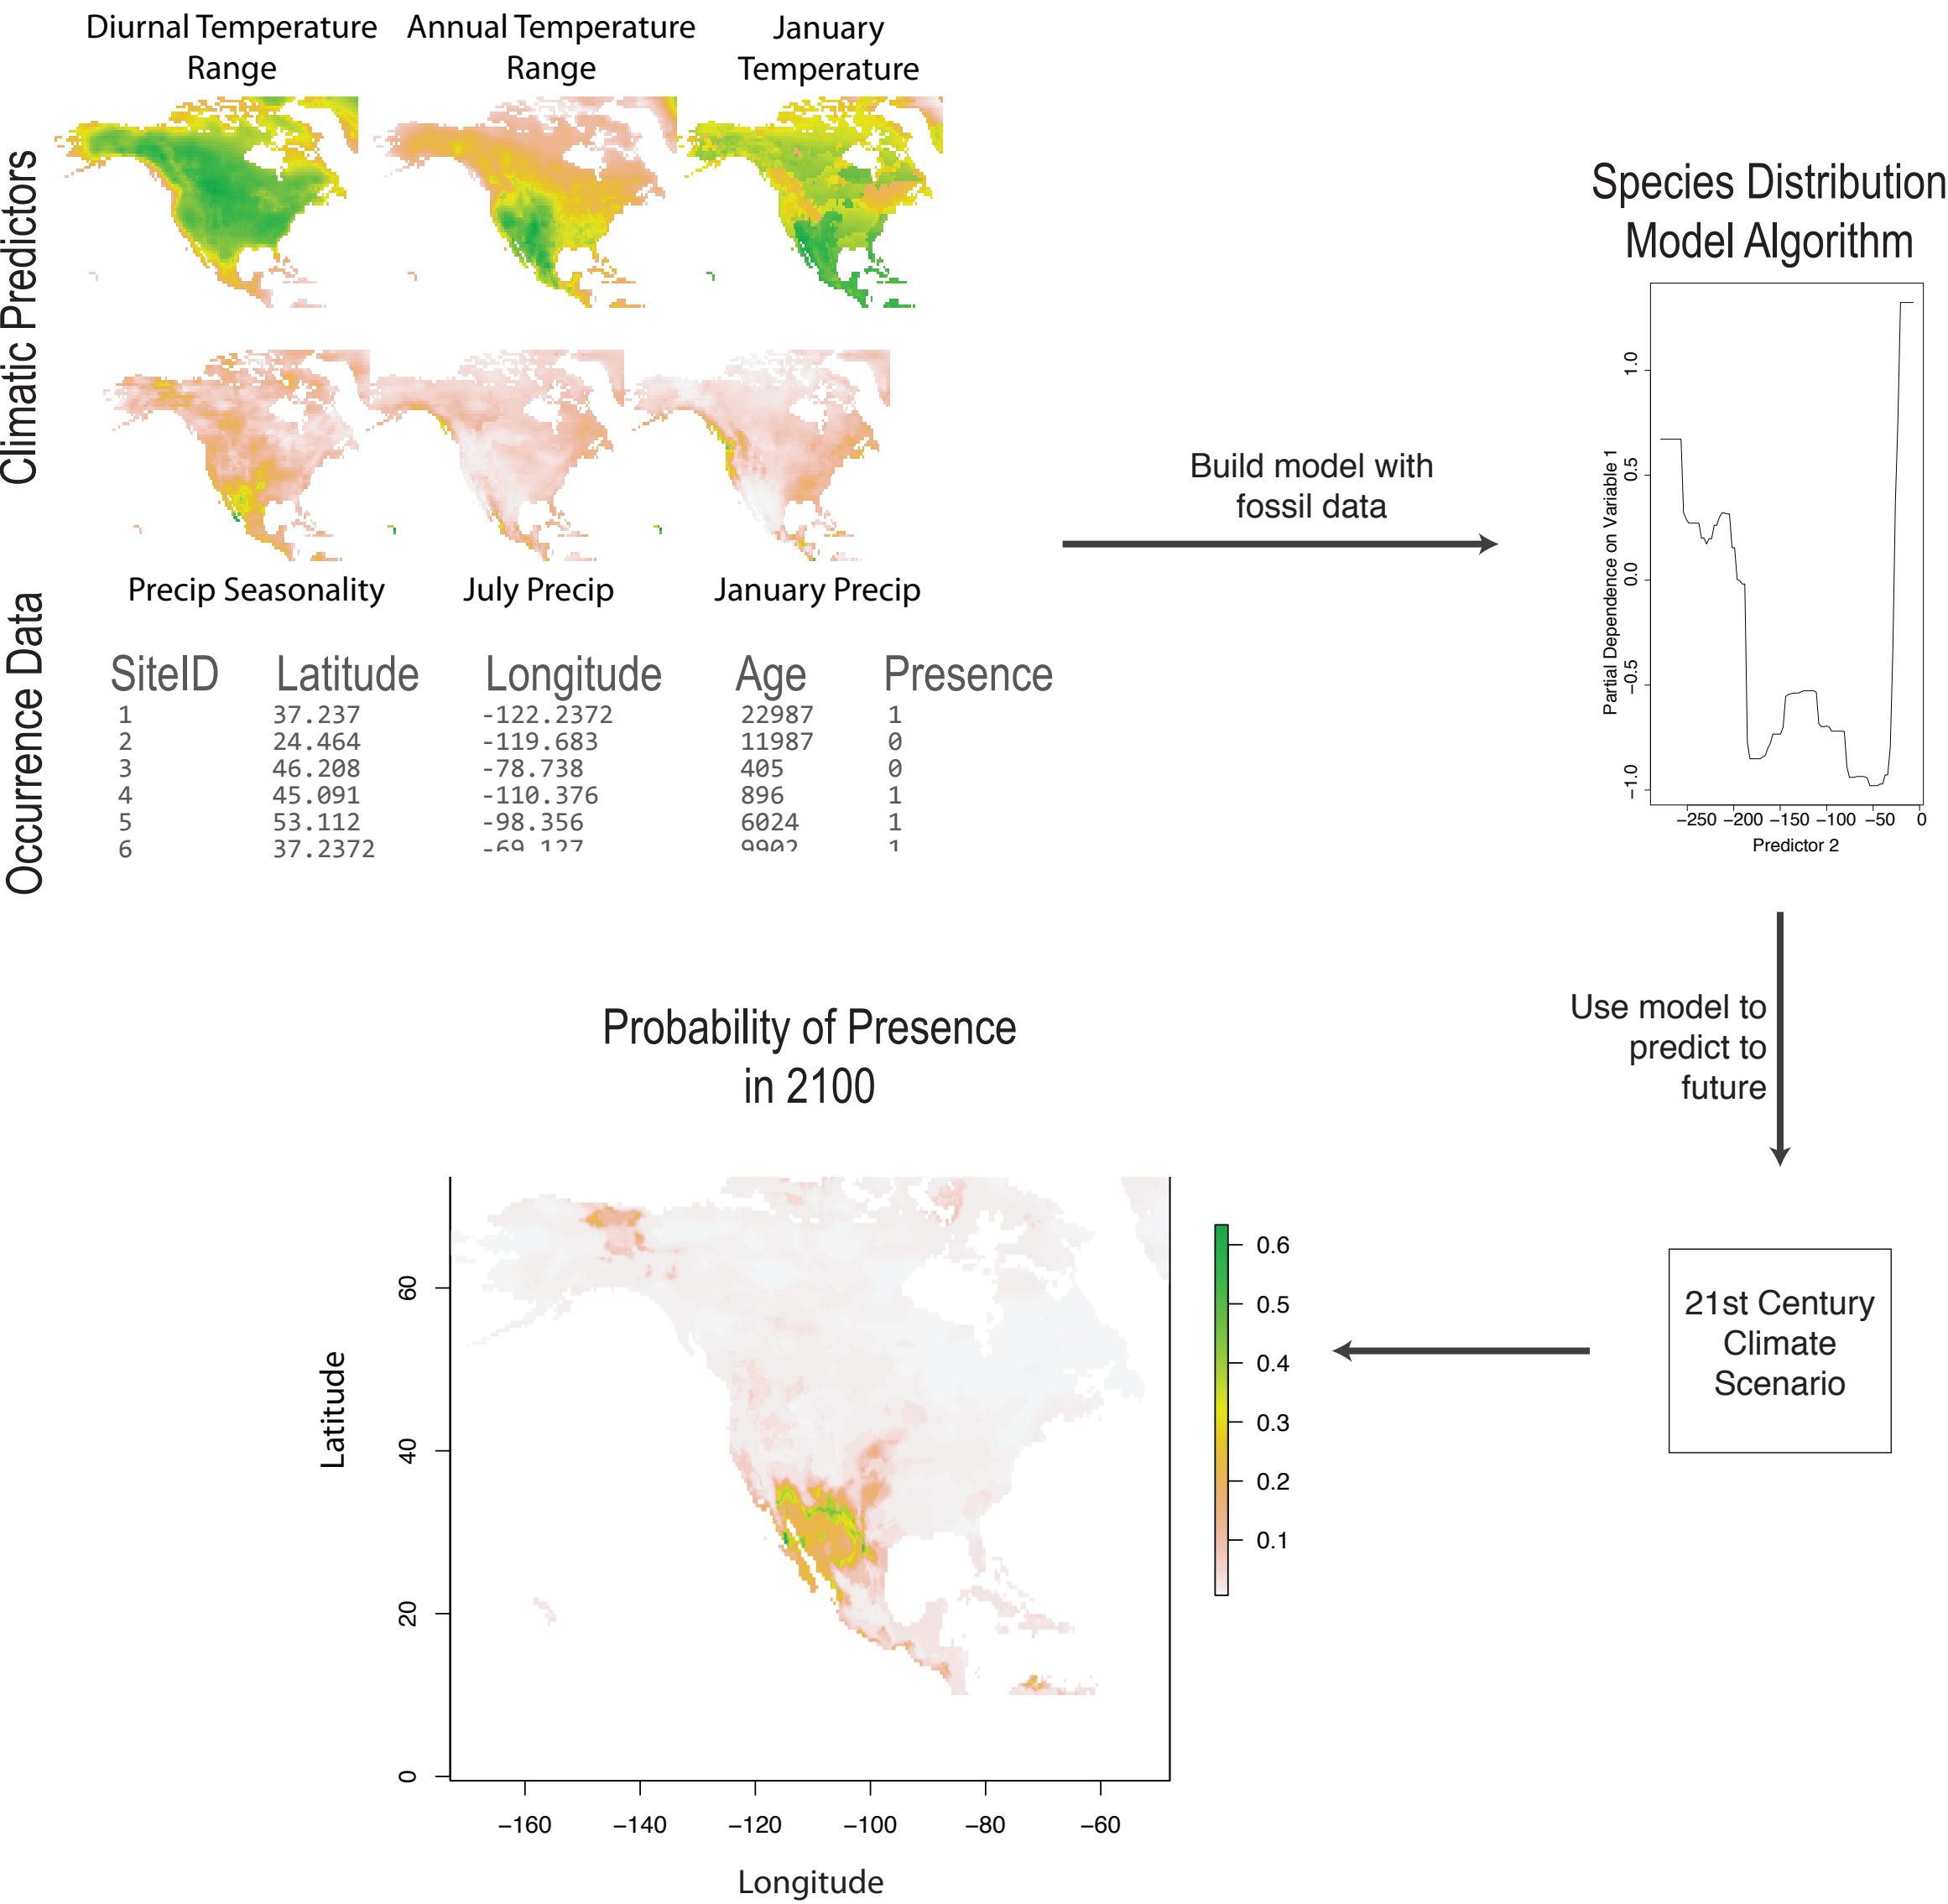 Diurnal Temperature
Range
Annual Temperature
Range
January
Temperature
Climatic Predictors
Precip Seasonality
July Precip
January Precip
Occurrence Data
SiteID Latitude Longitude Age Presence
1 37.237 -122.2372 22987 1
2 24.464 -119.683 11987 0
3 46.208 -78.738 405 0
4 45.091 -110.376 896 1
5 53.112 -98.356 6024 1
6 37.2372 -69.127 9902 1
Build model with
fossil data
Species Distribution
Model Algorithm
Partial Dependence on Variable 1
1.0
0.5
0.0
−0.5
−1.0
−250 −200 −150 −100 −50 0
Predictor 2
Use model to
predict to
future
21st Century
Climate
Scenario
Probability of Presence
in 2100
Latitude
60
40
20
0
−160 −140 −120 −100 −80 −60
Longitude
0.6
0.5
0.4
0.3
0.2
0.1